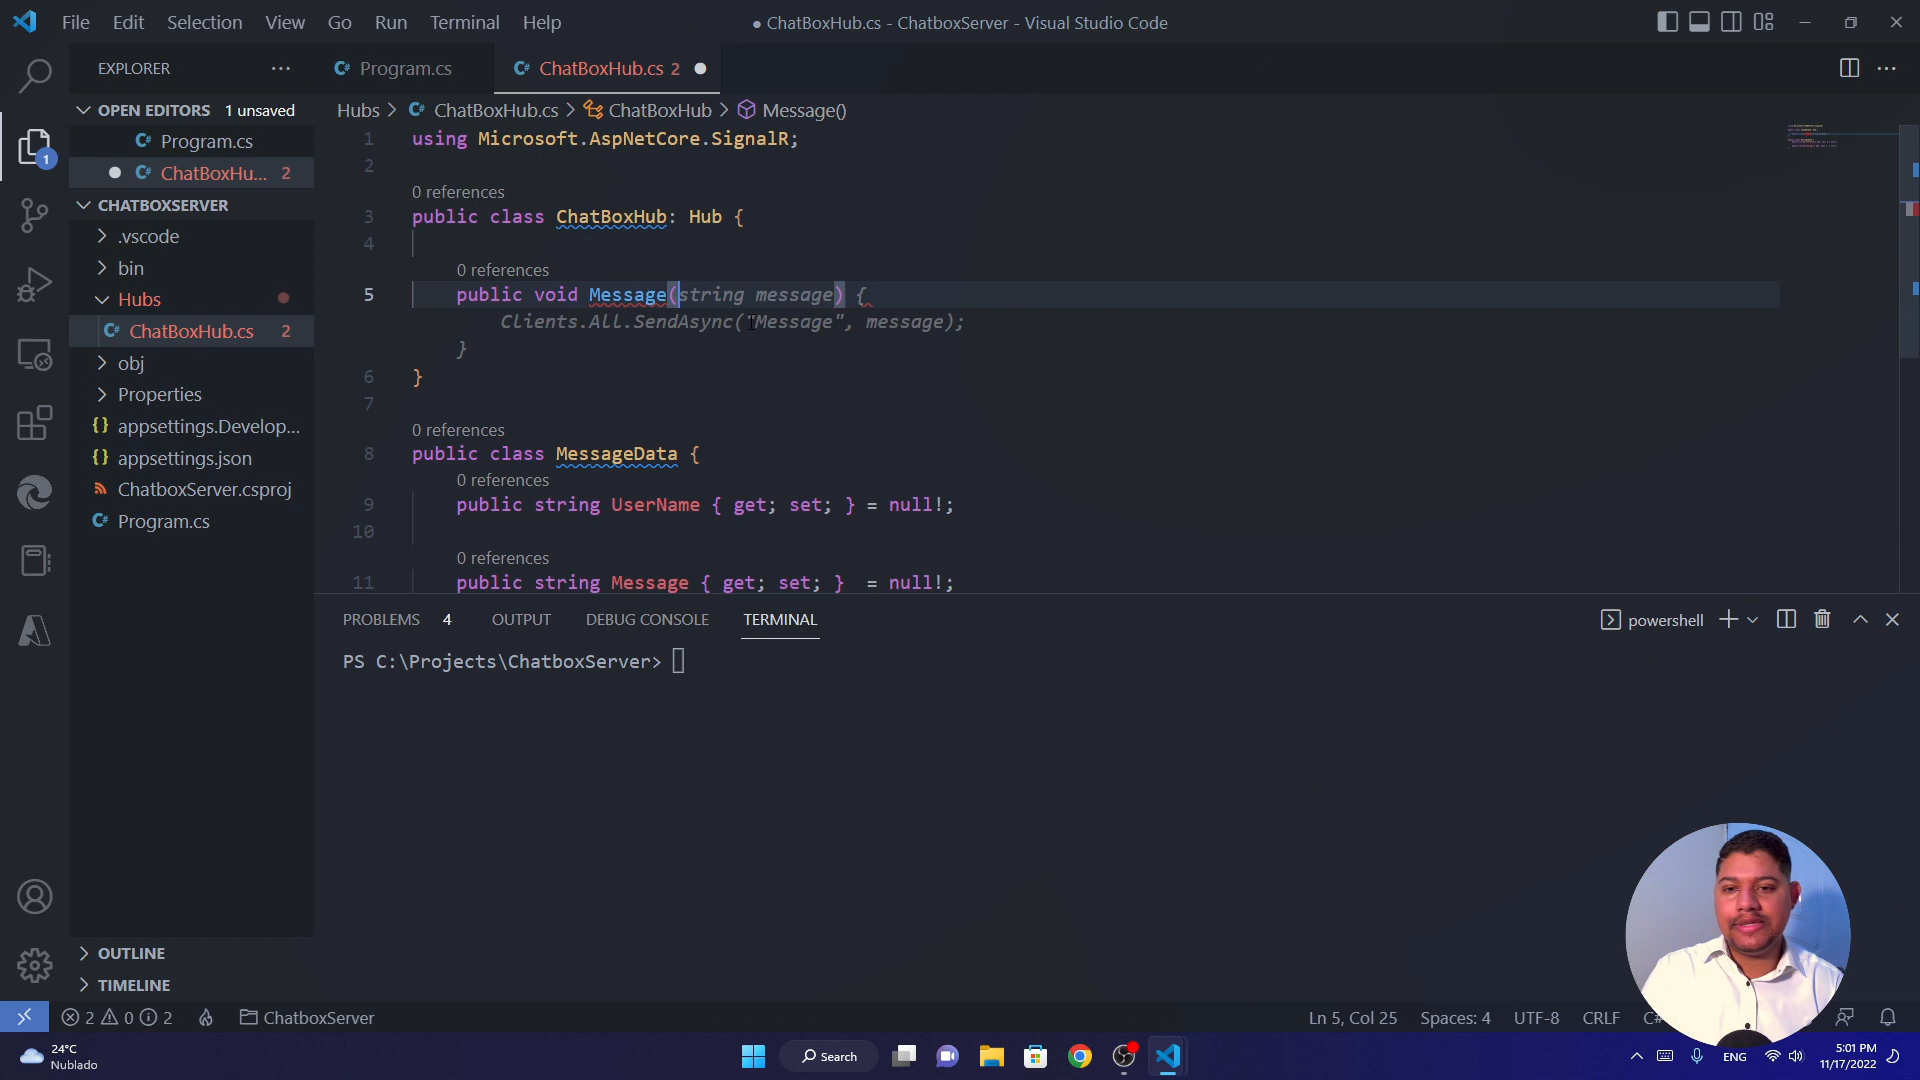 File Edit Selection View Go Run Terminal Help
● ChatBoxHub.cs - ChatboxServer - Visual Studio Code
EXPLORER ···
Program.cs
ChatBoxHub.cs 2
OPEN EDITORS 1 unsaved
Program.cs
ChatBoxHu... 2
CHATBOXSERVER
.vscode
bin
Hubs
ChatBoxHub.cs 2
obj
Properties
appsettings.Develop...
appsettings.json
ChatboxServer.csproj
Program.cs
OUTLINE
TIMELINE
1
Hubs > ChatBoxHub.cs > ChatBoxHub > Message()
1 using Microsoft.AspNetCore.SignalR;
2
0 references
3 public class ChatBoxHub: Hub {
4
0 references
5 public void Message(string message) {
Clients.All.SendAsync("Message", message);
}
6 }
7
0 references
8 public class MessageData {
0 references
9 public string UserName { get; set; } = null!;
10
0 references
11 public string Message { get; set; }  = null!;
PROBLEMS 4 OUTPUT DEBUG CONSOLE TERMINAL
powershell
PS C:\Projects\ChatboxServer>
2 0 2 ChatboxServer
Ln 5, Col 25 Spaces: 4 UTF-8 CRLF
24°C
Nublado
Search
ENG
5:01 PM
11/17/2022